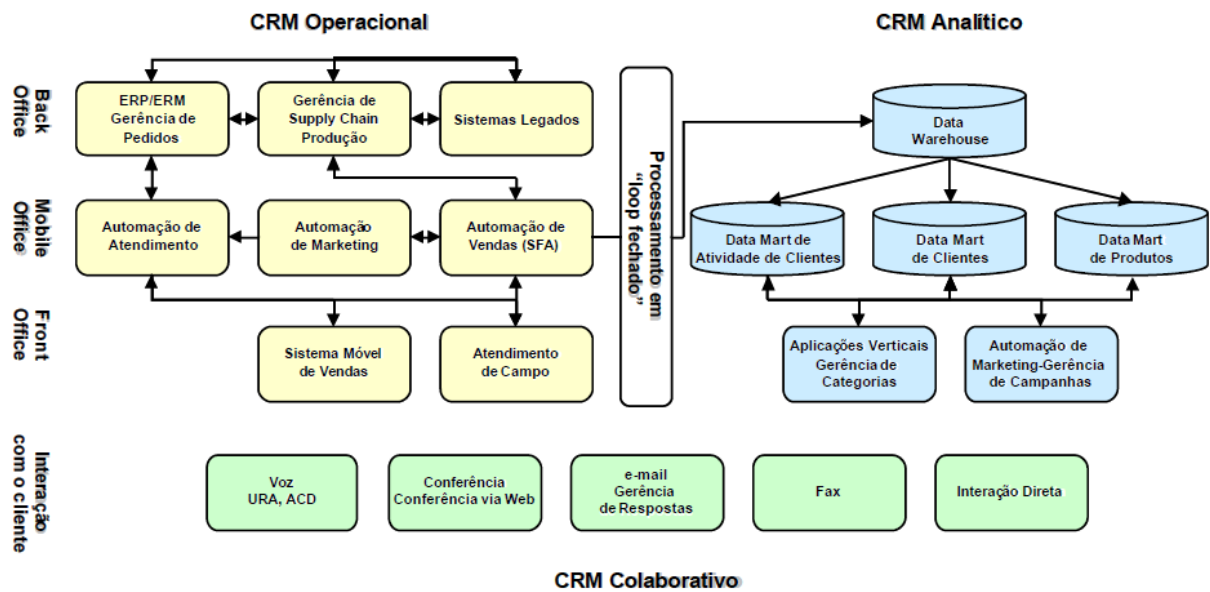 CRM Operacional
CRM Analítico
Back
Office
ERP/ERM
Gerência de
Pedidos
Gerência de
Supply Chain
Produção
Sistemas Legados
Processamento em
“loop fechado”
Data
Warehouse
Mobile
Office
Automação de
Atendimento
Automação
de Marketing
Automação de
Vendas (SFA)
Data Mart de
Atividade de Clientes
Data Mart
de Clientes
Data Mart
de Produtos
Front
Office
Sistema Móvel
de Vendas
Atendimento
de Campo
Aplicações Verticais
Gerência de
Categorias
Automação de
Marketing-Gerência
de Campanhas
Interação
com o cliente
Voz
URA, ACD
Conferência
Conferência via Web
e-mail
Gerência
de Respostas
Fax
Interação Direta
CRM Colaborativo